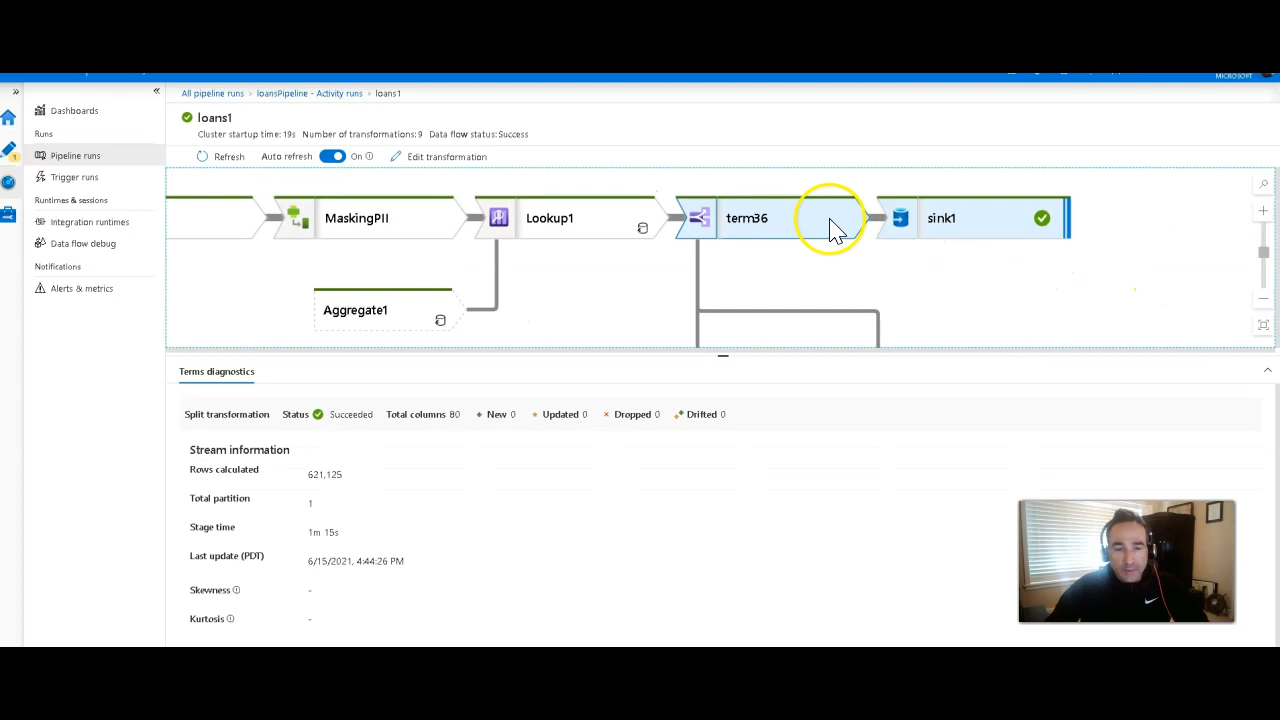 MICROSOFT
»
«
All pipeline runs > loansPipeline - Activity runs > loans1
Dashboards
Runs
Pipeline runs
Trigger runs
Runtimes & sessions
Integration runtimes
Data flow debug
Notifications
Alerts & metrics
1
loans1
Cluster startup time: 19s Number of transformations: 9 Data flow status: Success
Refresh Auto refresh On Edit transformation
MaskingPII Lookup1 term36 sink1
Aggregate1
Terms diagnostics
Split transformation Status Succeeded Total columns 80 + New 0 * Updated 0 × Dropped 0 Drifted 0
Stream information
Rows calculated 621,125
Total partition 1
Stage time 1m 15s
Last update (PDT) 6/15 4:44:26 PM
Skewness -
Kurtosis -